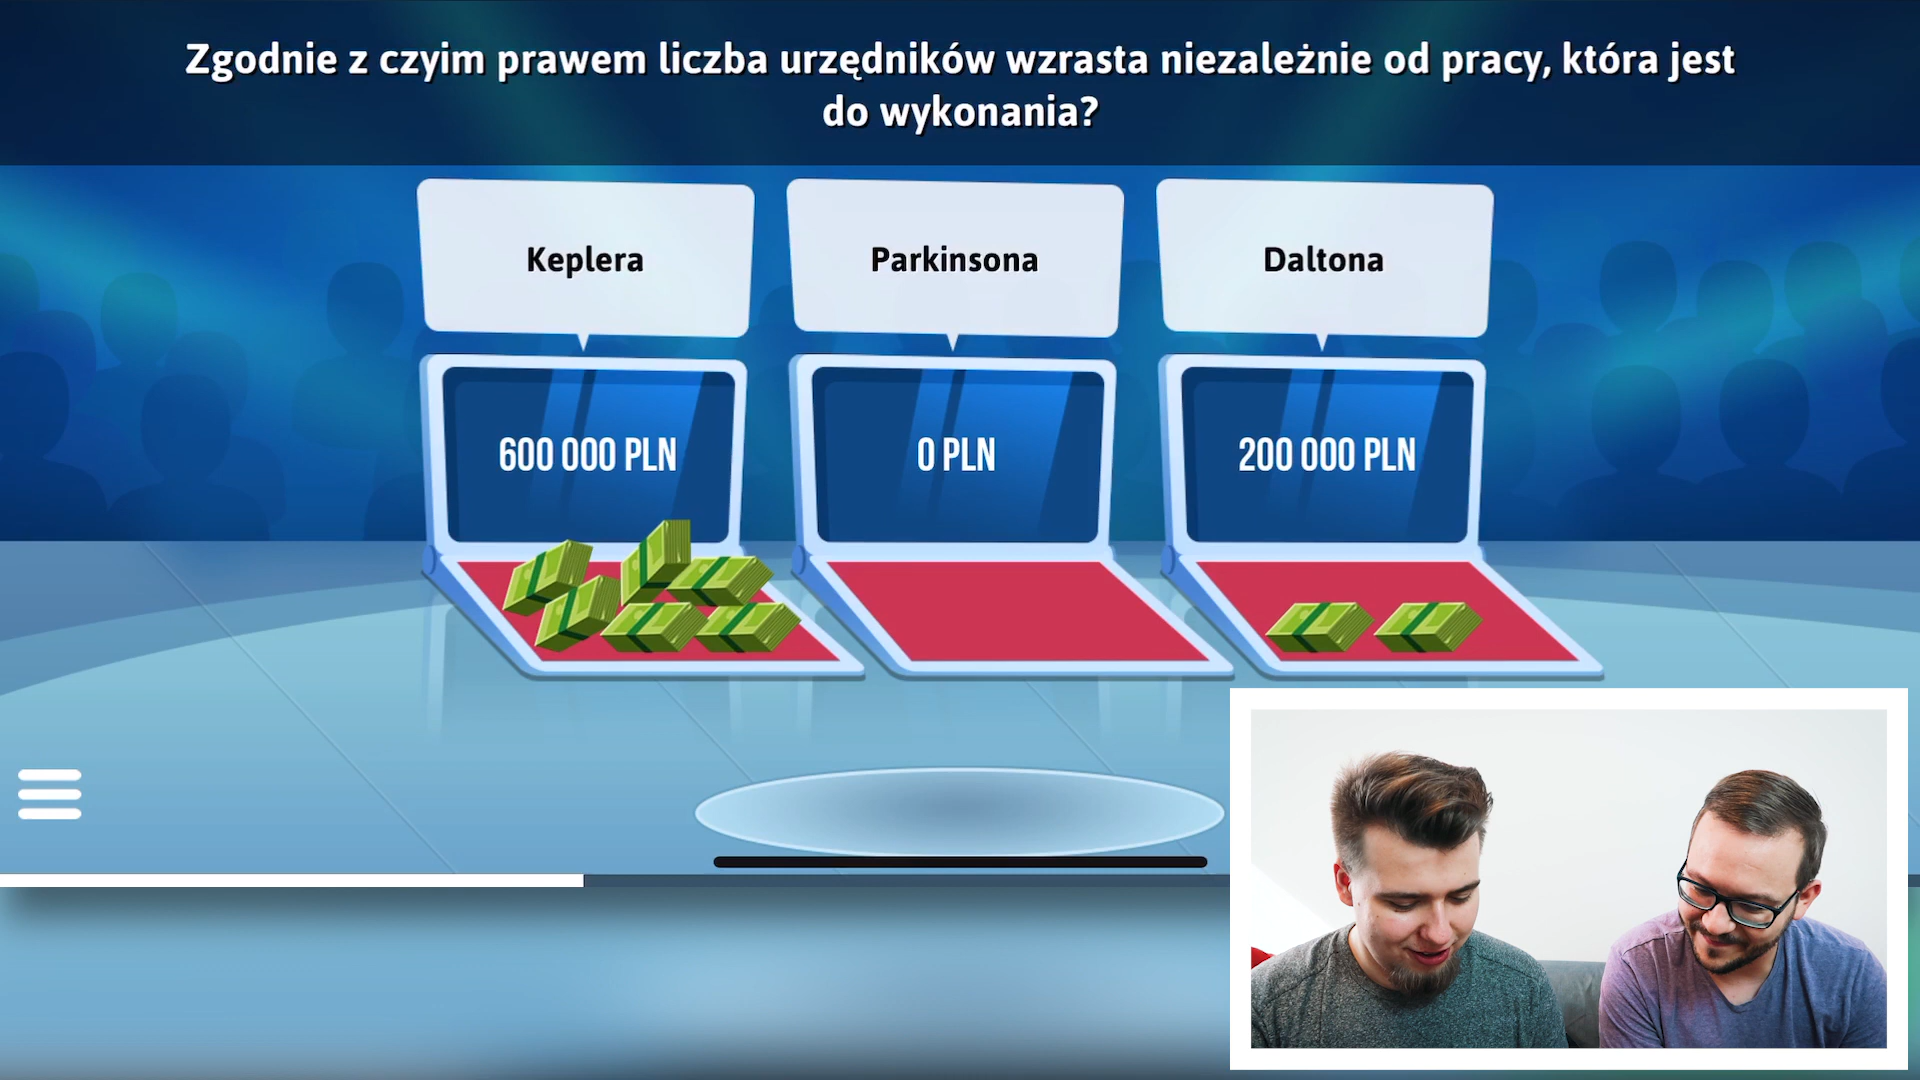 Zgodnie z czyim prawem liczba urzędników wzrasta niezależnie od pracy, która jest
do wykonania?
Keplera
Parkinsona
Daltona
600 000 PLN
0 PLN
200 000 PLN